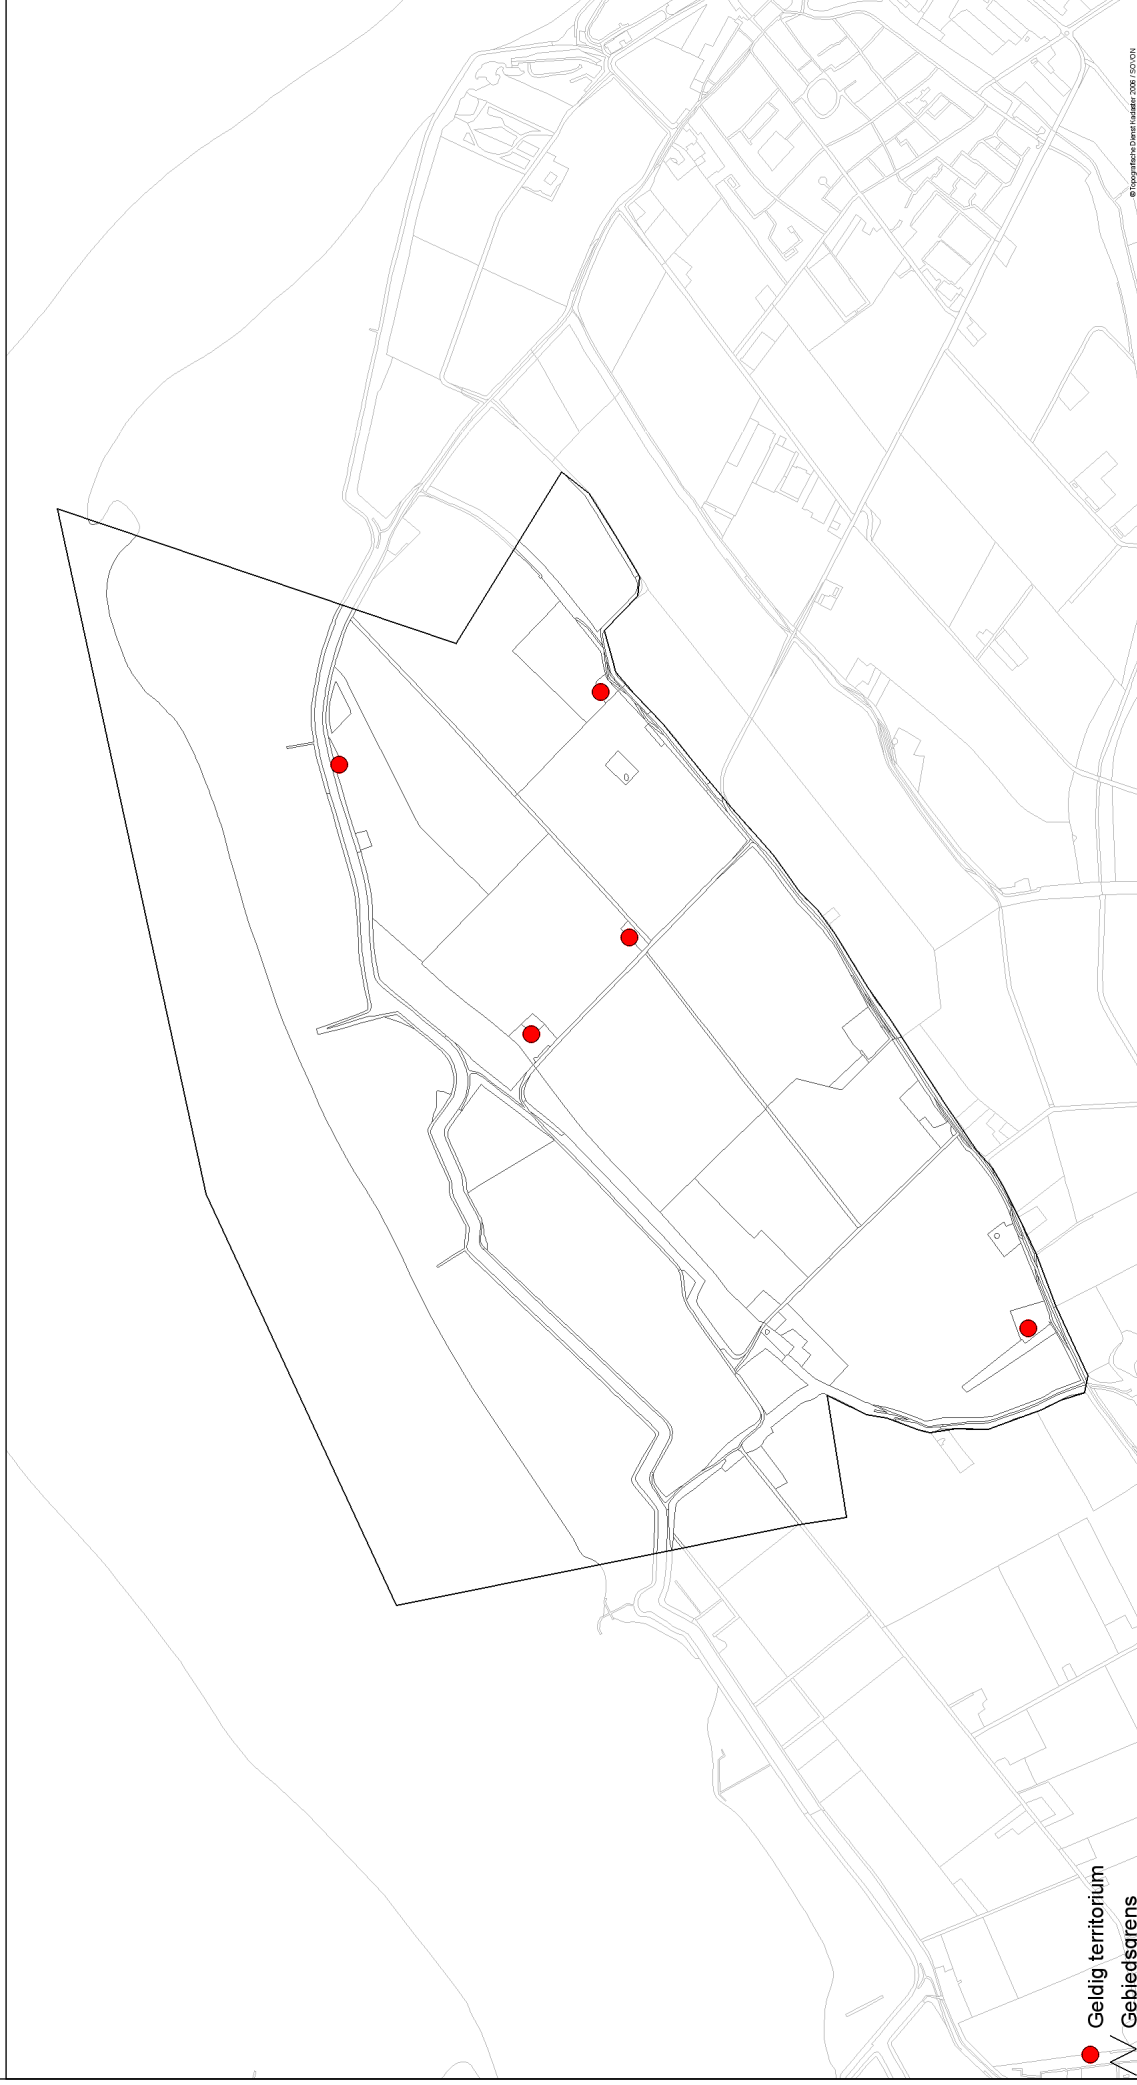 Geldig territorium
Gebiedsgrens
© Topografische Dienst Kadaster 2006 / SOVON